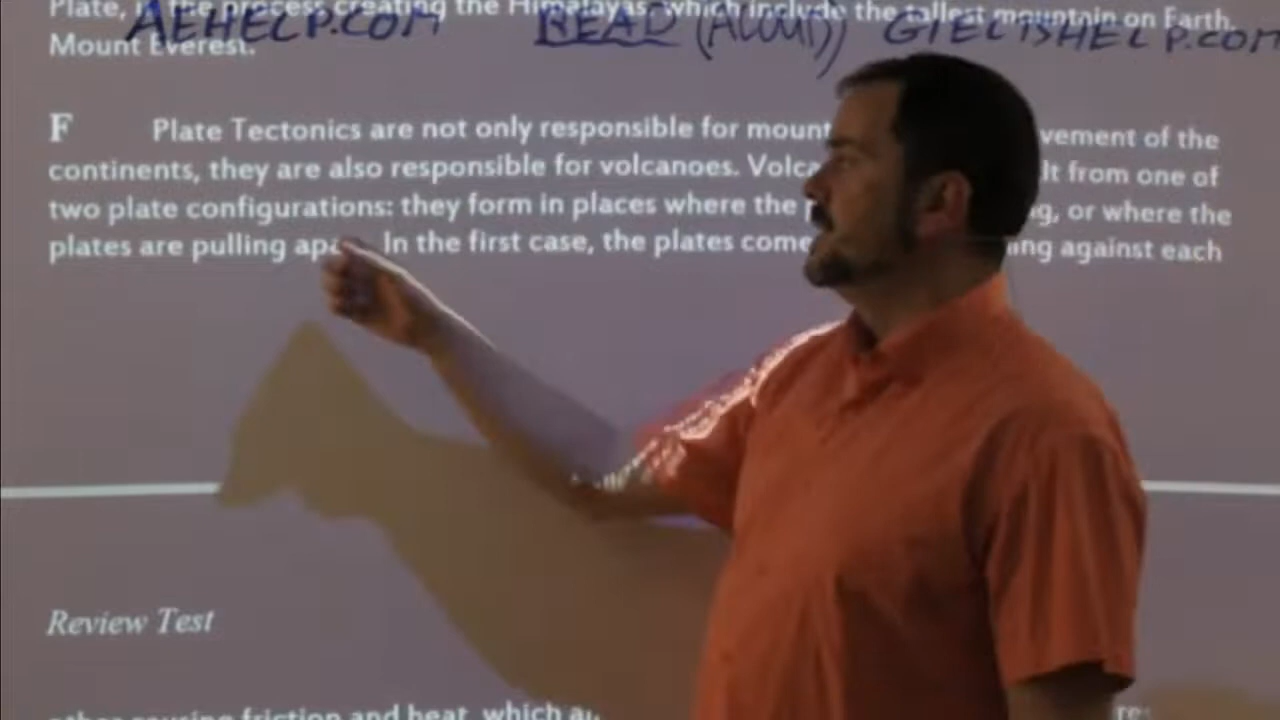 Plate, is the process creating the Himalayas, which include the tallest mountain on Earth,
AEHELP.COM READ (ALOUD) GIELTSHELP.COM
Mount Everest.
F Plate Tectonics are not only responsible for mount vement of the
continents, they are also responsible for volcanoes. Volca lt from one of
two plate configurations: they form in places where the g, or where the
plates are pulling apa In the first case, the plates come ing against each
Review Test
other causing friction and heat, which